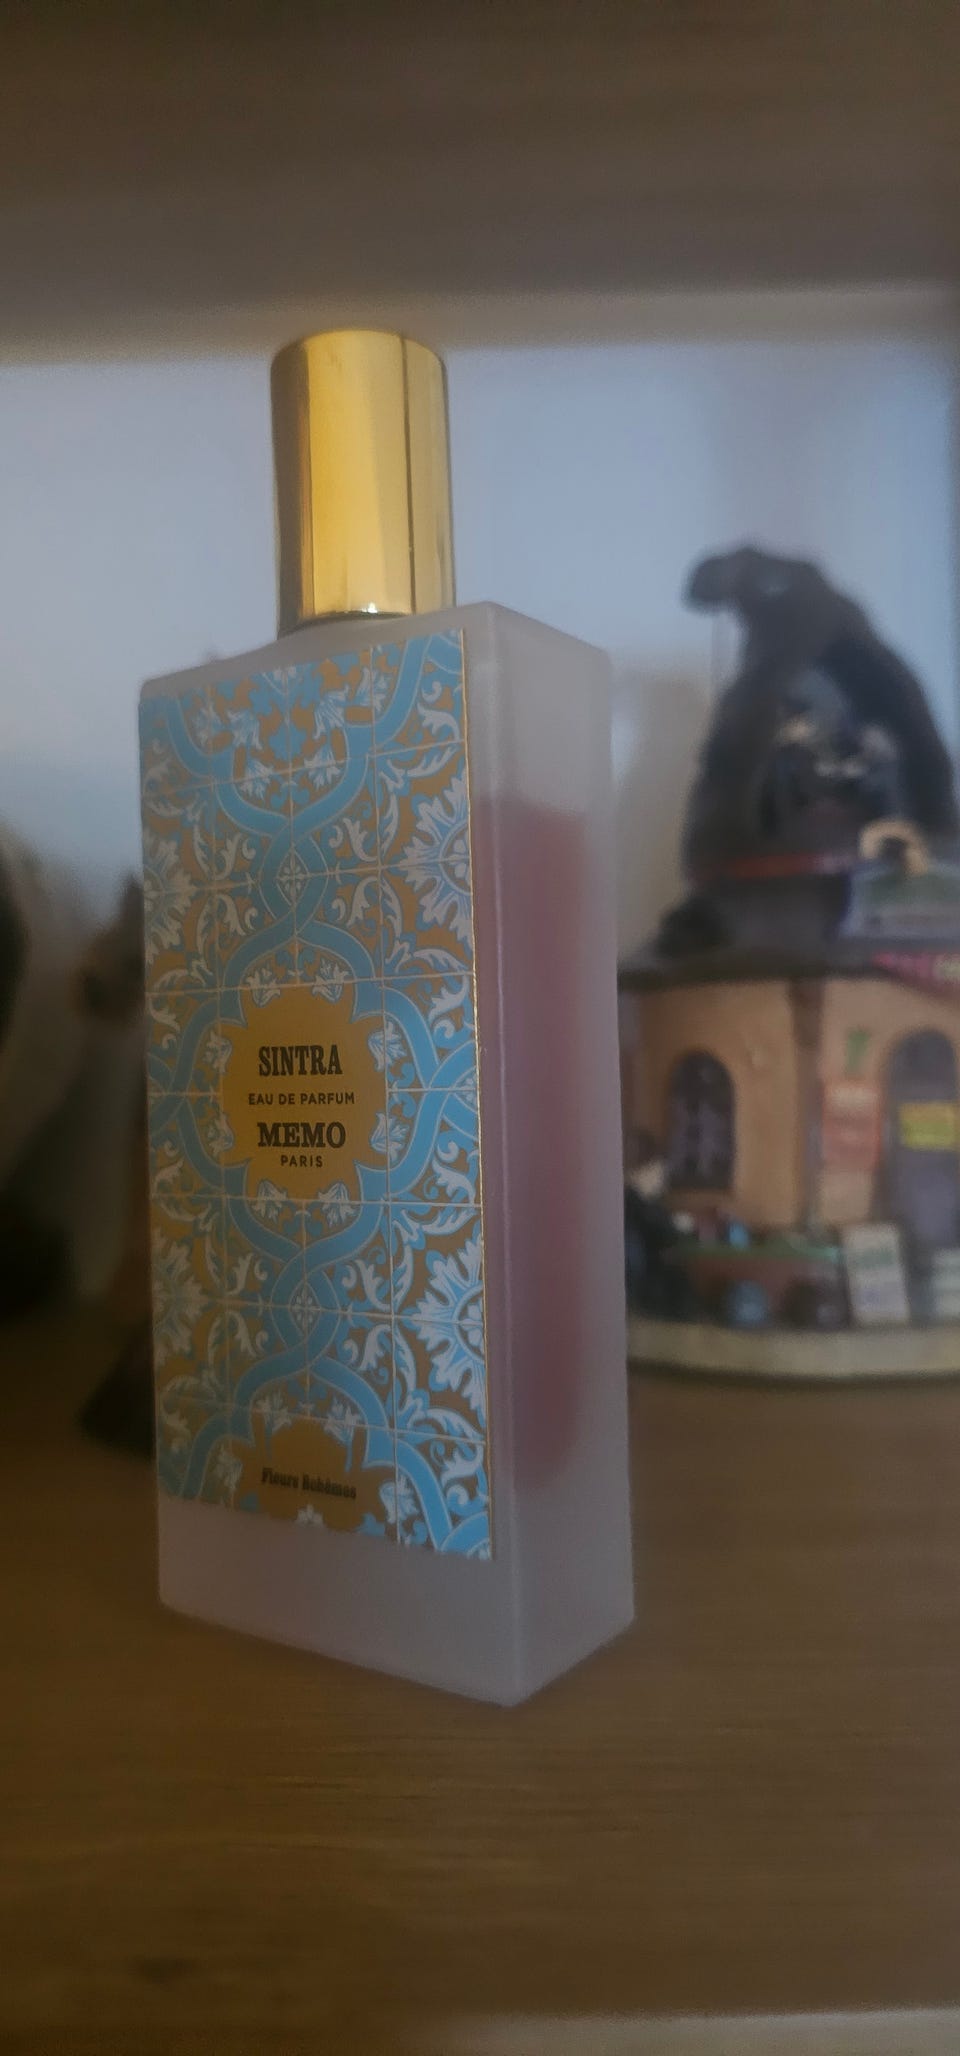 SINTRA
EAU DE PARFUM
MEMO
PARIS
Fleurs Bohèmes